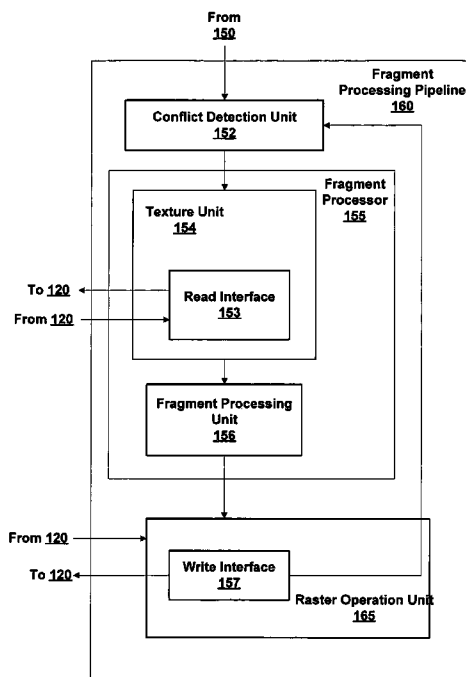 From
150
Fragment
Processing Pipeline
160
Conflict Detection Unit
152
Fragment
Processor
155
Texture Unit
154
To 120
Read Interface
153
From 120
Fragment Processing
Unit
156
From 120
Write Interface
157
To 120
Raster Operation Unit
165